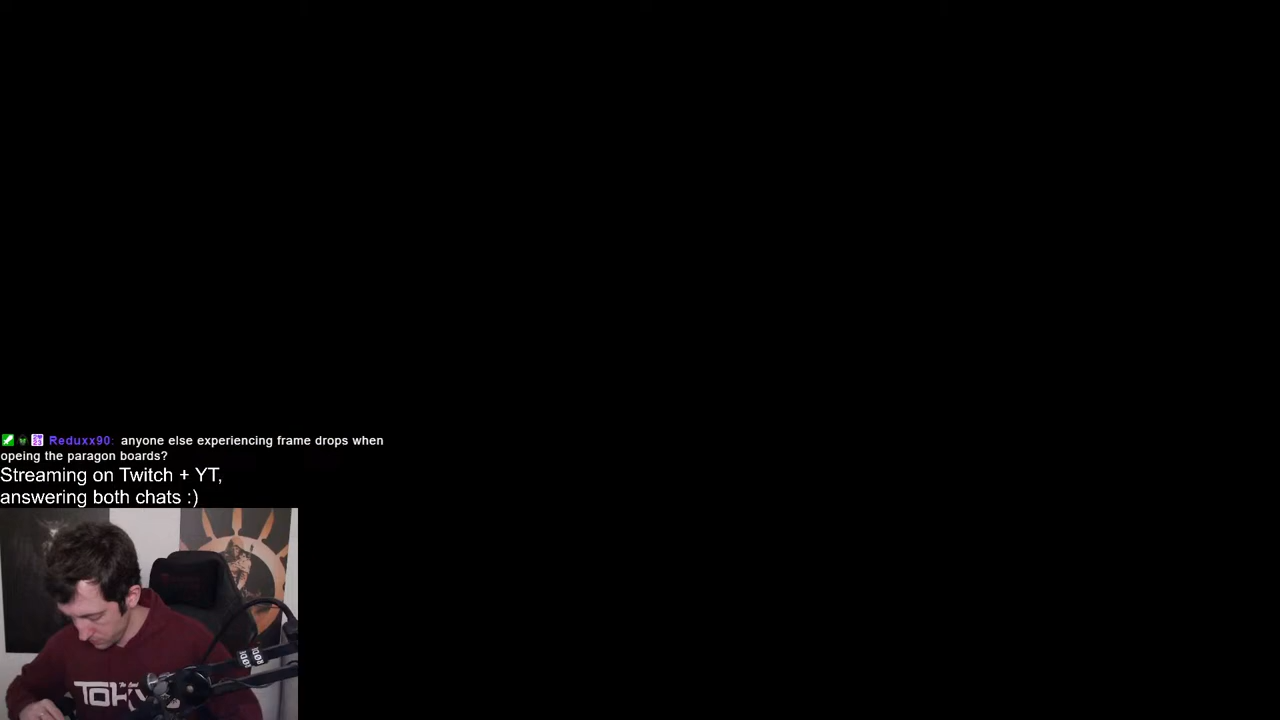 Reduxx90: anyone else experiencing frame drops when
opeing the paragon boards?
Streaming on Twitch + YT,
answering both chats :)